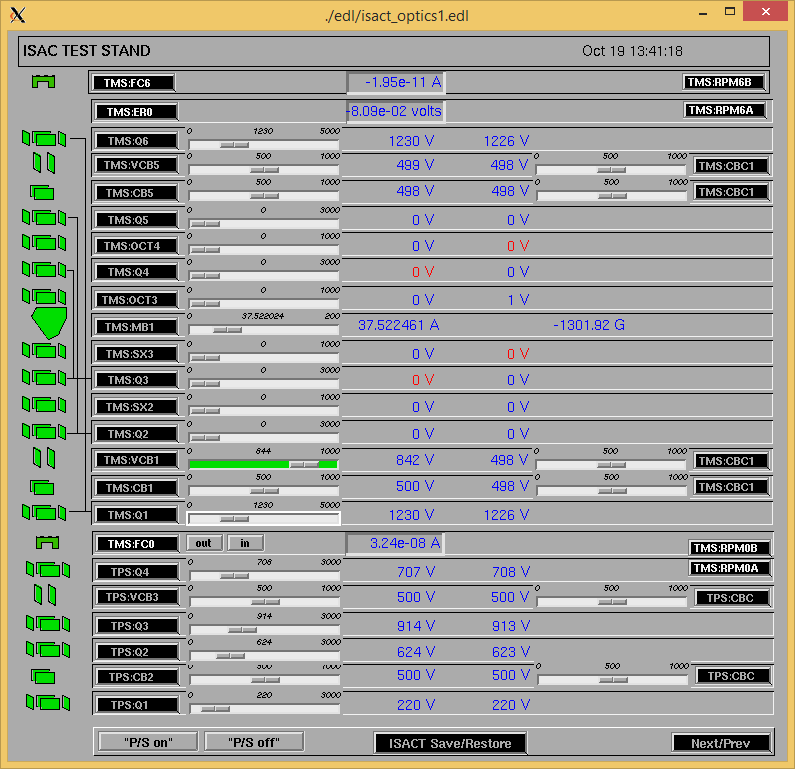 ./edl/isact_optics1.edl
ISAC TEST STAND Oct 19 13:41:18
TMS:FC6 -1.95e-11 A TMS:RPM6B
TMS:ER0 -8.09e-02 volts TMS:RPM6A
0 1230 5000
TMS:Q6 1230 V 1226 V
0 500 1000 0 500 1000
TMS:VCB5 499 V 498 V TMS:CBC1
0 500 1000 0 500 1000
TMS:CB5 498 V 498 V TMS:CBC1
0 0 3000
TMS:Q5 0 V 0 V
0 0 1000
TMS:OCT4 0 V 0 V
0 0 3000
TMS:Q4 0 V 0 V
0 0 1000
TMS:OCT3 0 V 1 V
0 37.522024 200
TMS:MB1 37.522461 A -1301.92 G
0 0 1000
TMS:SX3 0 V 0 V
0 0 3000
TMS:Q3 0 V 0 V
0 0 1000
TMS:SX2 0 V 0 V
0 0 3000
TMS:Q2 0 V 0 V
0 844 1000 0 500 1000
TMS:VCB1 842 V 498 V TMS:CBC1
0 500 1000 0 500 1000
TMS:CB1 500 V 498 V TMS:CBC1
0 1230 5000
TMS:Q1 1230 V 1226 V
TMS:FC0 out in 3.24e-08 A TMS:RPM0B
0 708 3000
TPS:Q4 707 V 708 V TMS:RPM0A
0 500 1000 0 500 1000
TPS:VCB3 500 V 500 V TPS:CBC
0 914 3000
TPS:Q3 914 V 913 V
0 624 3000
TPS:Q2 624 V 623 V
0 500 1000 0 500 1000
TPS:CB2 500 V 500 V TPS:CBC
0 220 3000
TPS:Q1 220 V 220 V
"P/S on" "P/S off" ISACT Save/Restore Next/Prev